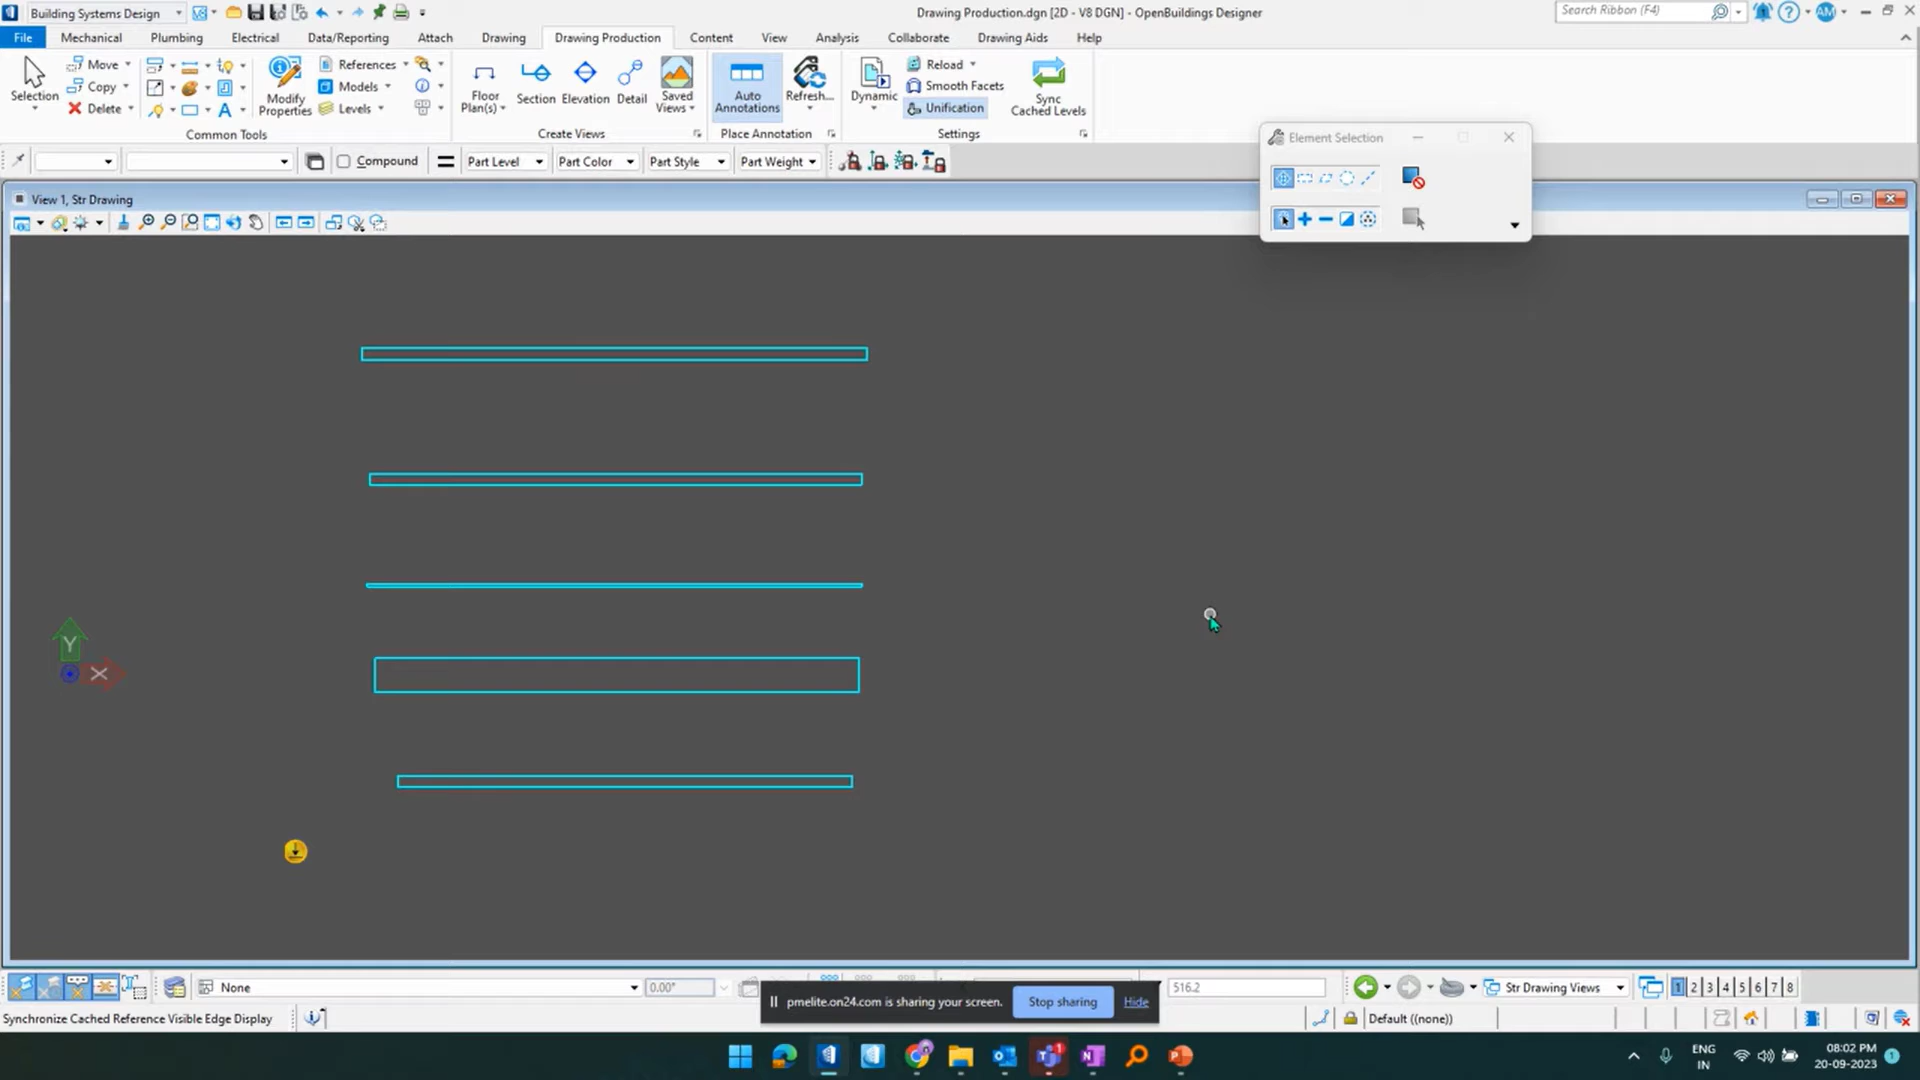 Building Systems Design
Drawing Production.dgn [2D - V8 DGN] - OpenBuildings Designer
Search Ribbon (F4)
AM
File
Mechanical
Plumbing
Electrical
Data/Reporting
Attach
Drawing
Drawing Production
Content
View
Analysis
Collaborate
Drawing Aids
Help
Selection
Move
Copy
Delete
Common Tools
Modify Properties
References
Models
Levels
Floor Plan(s)
Section
Elevation
Detail
Saved Views
Create Views
Auto Annotations
Refresh...
Place Annotation
Dynamic
Reload
Smooth Facets
Unification
Sync Cached Levels
Settings
Compound
Part Level
Part Color
Part Style
Part Weight
Element Selection
View 1, Str Drawing
Y
X
None
0.00°
516.2
Str Drawing Views
1 2 3 4 5 6 7 8
pmelite.on24.com is sharing your screen.
Stop sharing
Hide
Synchronize Cached Reference Visible Edge Display
Default ((none))
ENG
IN
08:02 PM
20-09-2023
1